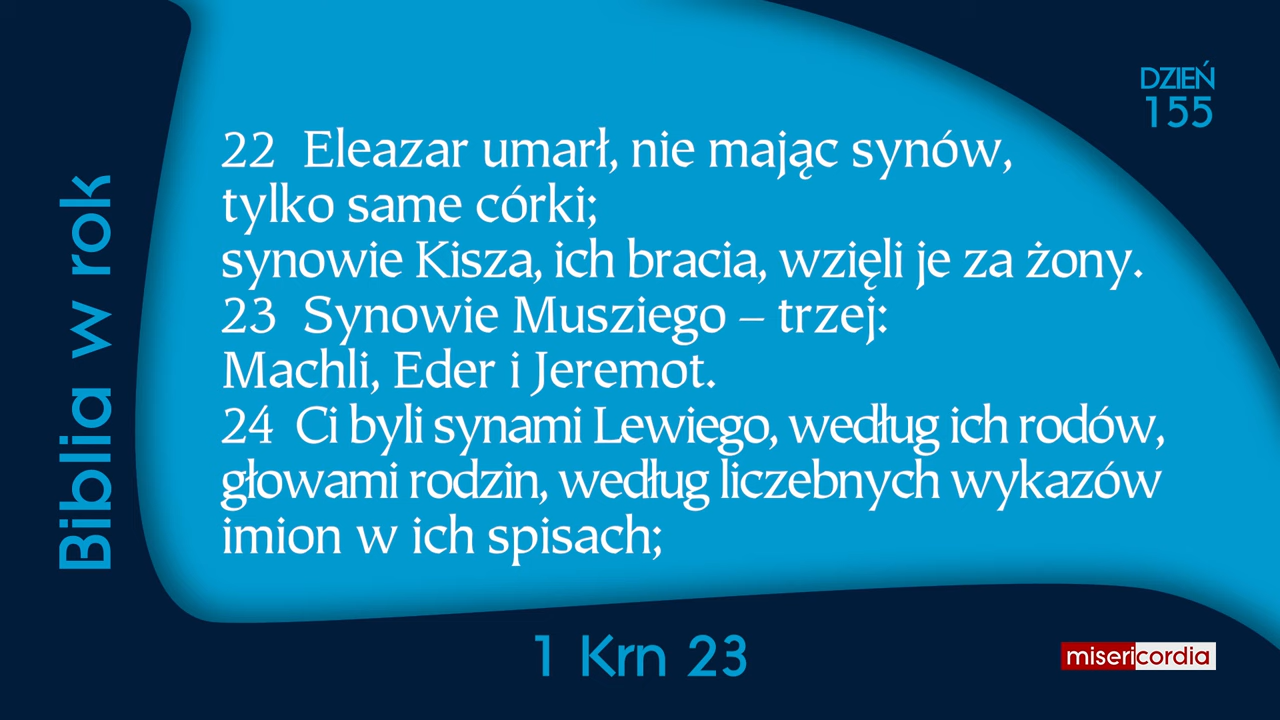 DZIEŃ
155
Biblia w rok
22 Eleazar umarł, nie mając synów,
tylko same córki;
synowie Kisza, ich bracia, wzięli je za żony.
23 Synowie Musziego – trzej:
Machli, Eder i Jeremot.
24 Ci byli synami Lewiego, według ich rodów,
głowami rodzin, według liczebnych wykazów
imion w ich spisach;
1 Krn 23
misericordia